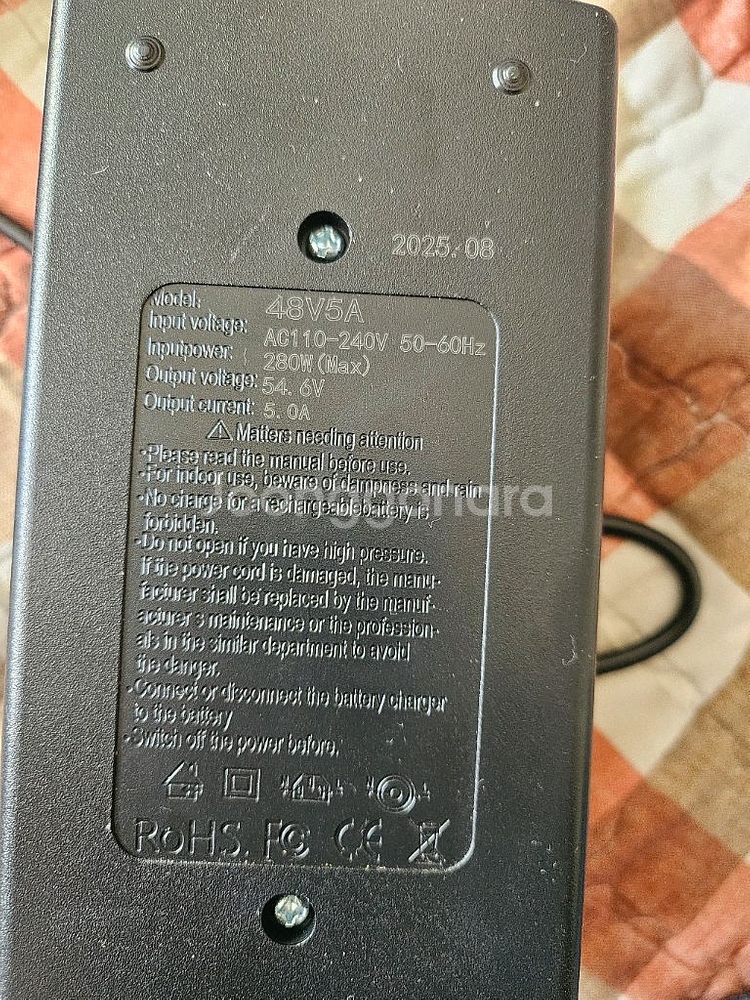 2025.08
Model: 48V5A
Input voltage: AC110-240V 50-60Hz
Inputpower: 280W(Max)
Output voltage: 54.6V
Output current: 5.0A
⚠ Matters needing attention
-Please read the manual before use.
-For indoor use, beware of dampness and rain
-No charge for a rechargeablebattery is
forbidden.
-Do not open if you have high pressure.
If the power cord is damaged, the manu-
facturer shall be replaced by the manuf-
acturer's maintenance or the profession-
als in the similar department to avoid
the danger.
-Connect or disconnect the battery charger
to the battery
-Switch off the power before.
RoHS. FC CE
joonggonara